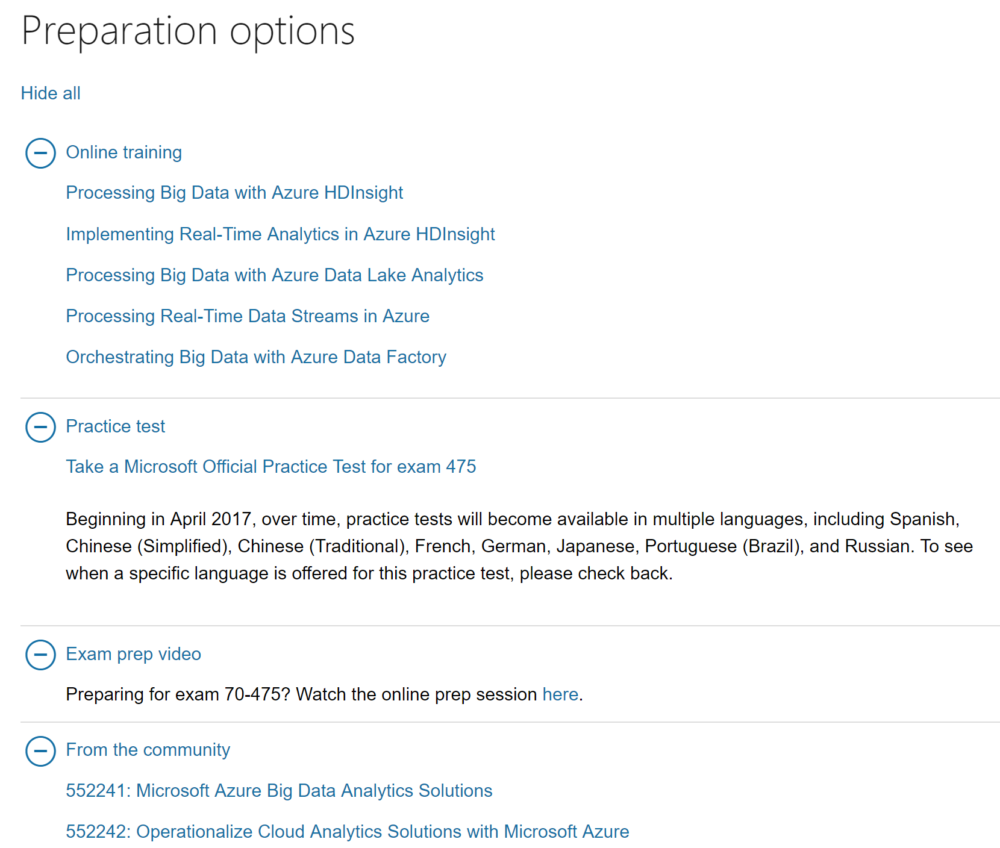 Preparation options
Hide all
Online training
Processing Big Data with Azure HDInsight
Implementing Real-Time Analytics in Azure HDInsight
Processing Big Data with Azure Data Lake Analytics
Processing Real-Time Data Streams in Azure
Orchestrating Big Data with Azure Data Factory
Practice test
Take a Microsoft Official Practice Test for exam 475
Beginning in April 2017, over time, practice tests will become available in multiple languages, including Spanish,
Chinese (Simplified), Chinese (Traditional), French, German, Japanese, Portuguese (Brazil), and Russian. To see
when a specific language is offered for this practice test, please check back.
Exam prep video
Preparing for exam 70-475? Watch the online prep session here.
From the community
552241: Microsoft Azure Big Data Analytics Solutions
552242: Operationalize Cloud Analytics Solutions with Microsoft Azure